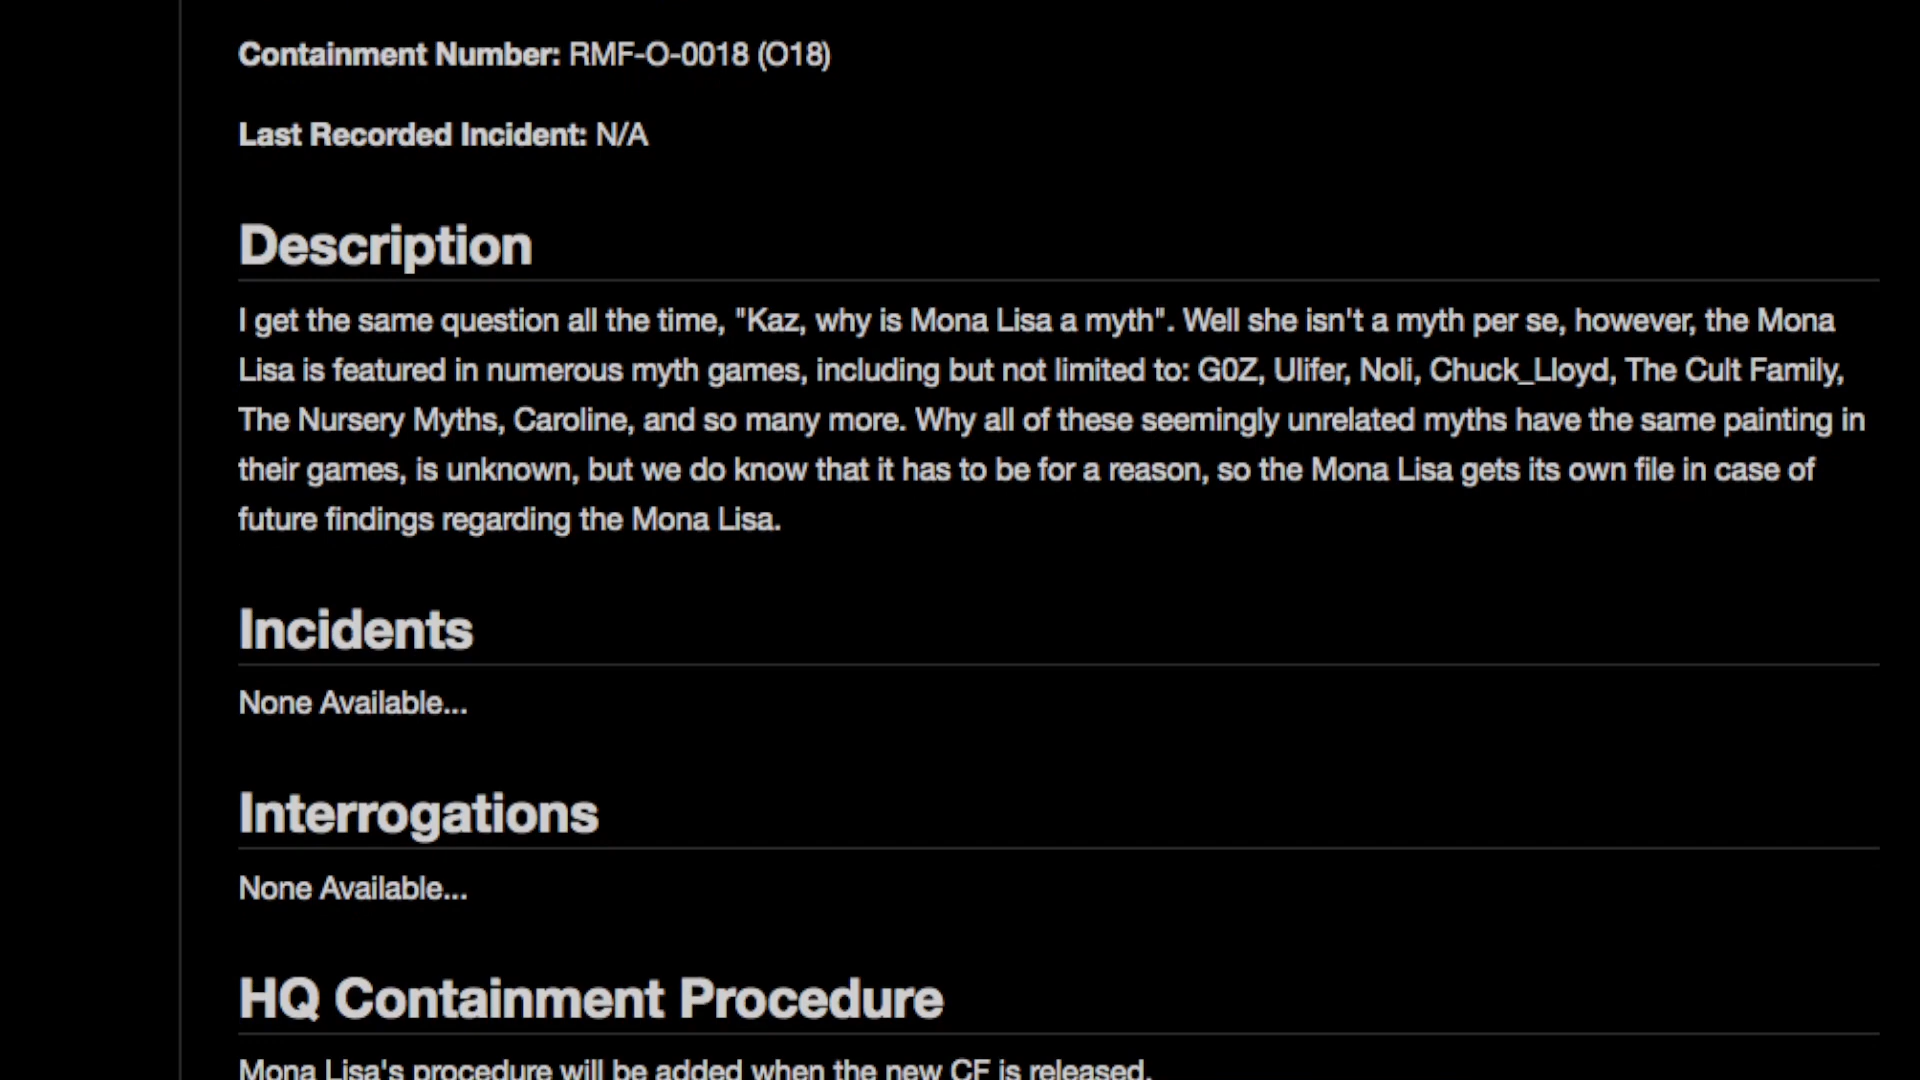 Containment Number: RMF-O-0018 (O18)
Last Recorded Incident: N/A
Description
I get the same question all the time, "Kaz, why is Mona Lisa a myth". Well she isn't a myth per se, however, the Mona
Lisa is featured in numerous myth games, including but not limited to: G0Z, Ulifer, Noli, Chuck_Lloyd, The Cult Family,
The Nursery Myths, Caroline, and so many more. Why all of these seemingly unrelated myths have the same painting in
their games, is unknown, but we do know that it has to be for a reason, so the Mona Lisa gets its own file in case of
future findings regarding the Mona Lisa.
Incidents
None Available...
Interrogations
None Available...
HQ Containment Procedure
Mona Lisa's procedure will be added when the new CF is released.